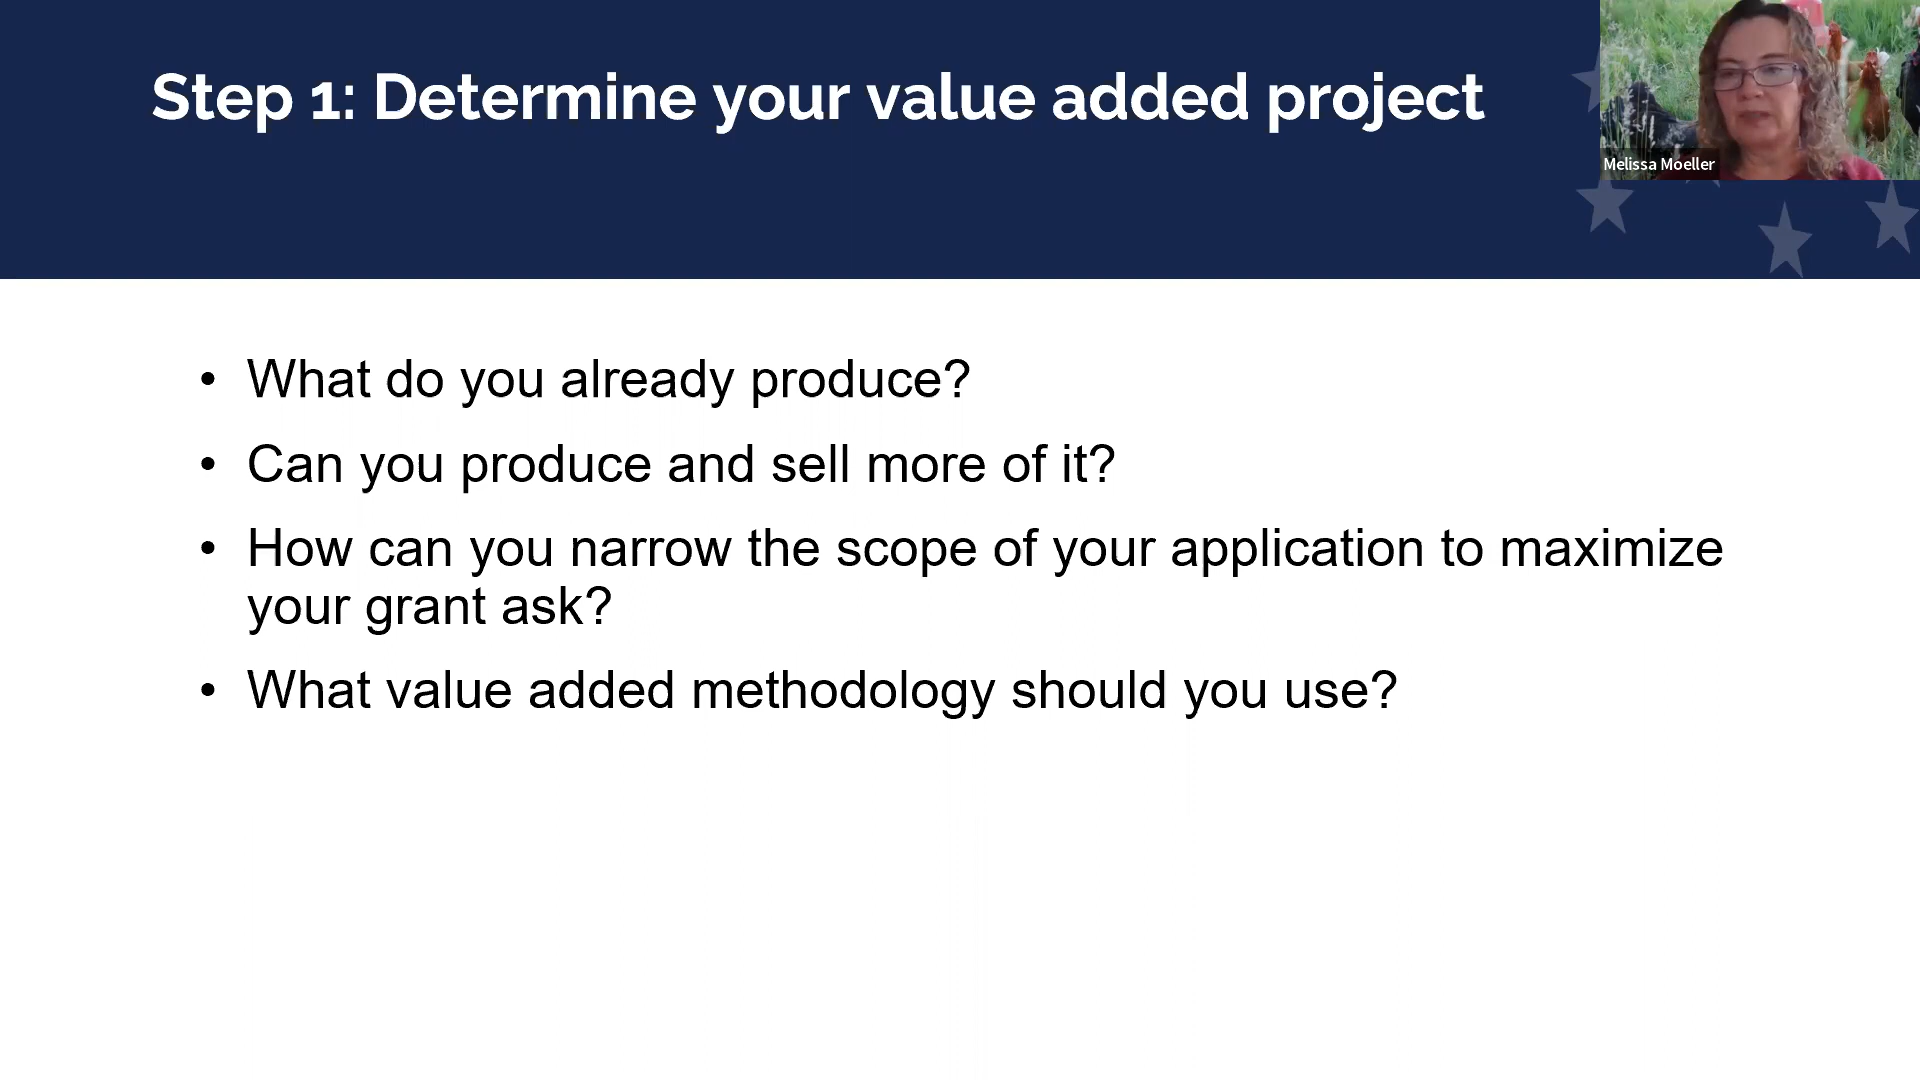 Step 1: Determine your value added project
Melissa Moeller
• What do you already produce?
• Can you produce and sell more of it?
• How can you narrow the scope of your application to maximize
your grant ask?
• What value added methodology should you use?